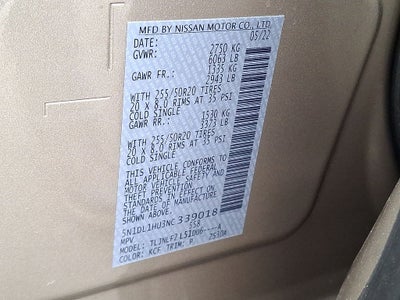 MFD BY NISSAN MOTOR CO., LTD.
DATE: 05/22
GVWR: 2750 KG
6063 LB
GAWR FR.: 1335 KG
2943 LB
WITH 255/50R20 TIRES
20 x 8.0 RIMS AT 35 PSI
COLD SINGLE
GAWR RR.: 1530 KG
3373 LB
WITH 255/50R20 TIRES
20 x 8.0 RIMS AT 35 PSI
COLD SINGLE
THIS VEHICLE CONFORMS TO
ALL APPLICABLE FEDERAL
MOTOR VEHICLE SAFETY AND
THEFT PREVENTION
STANDARDS IN EFFECT ON
THE DATE OF MANUFACTURE
SHOWN ABOVE.
5N1DL1HU3NC339018
MPV
COLOR: KCF TRIM: P